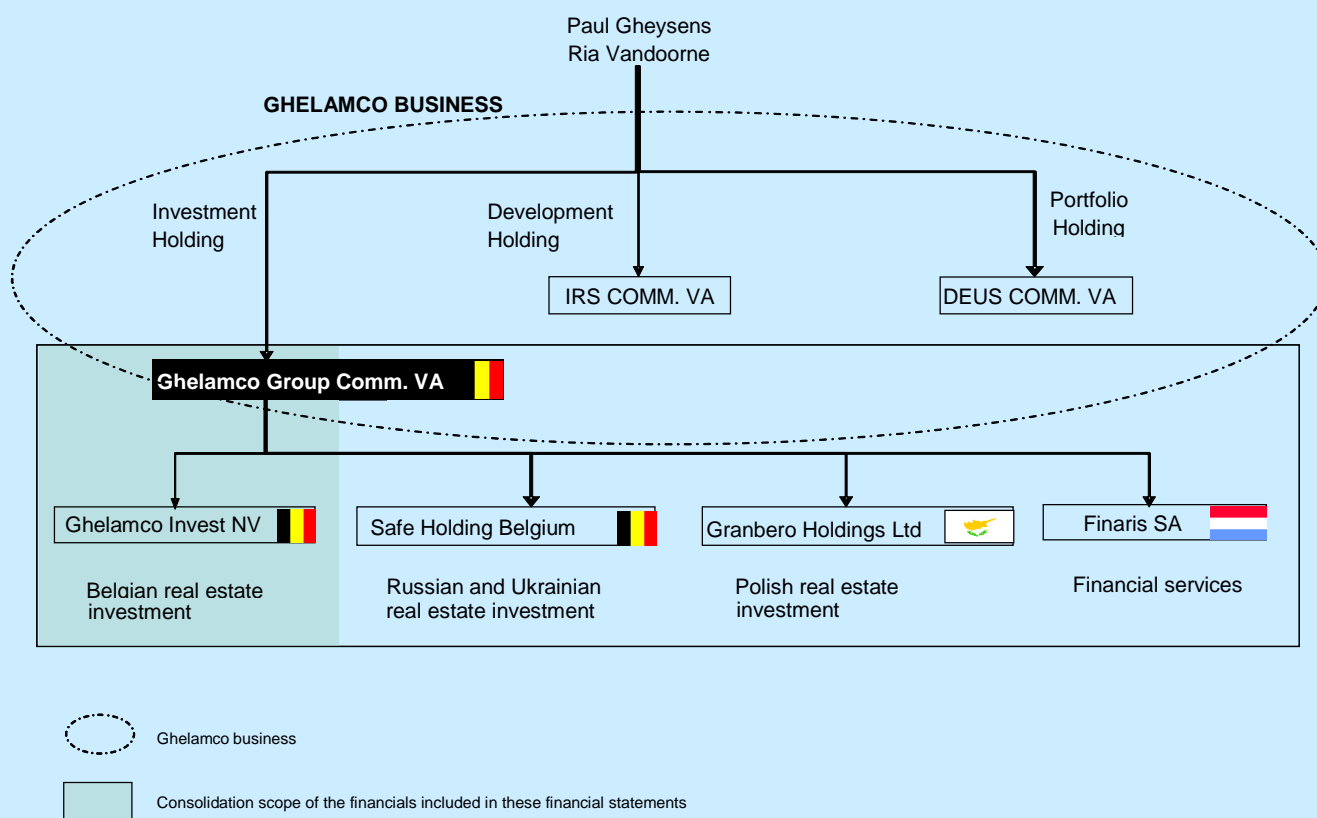 Paul Gheysens
Ria Vandoorne
GHELAMCO BUSINESS
Investment
Holding
Development
Holding
Portfolio
Holding
IRS COMM. VA
DEUS COMM. VA
Ghelamco Group Comm. VA
Ghelamco Invest NV
Safe Holding Belgium
Granbero Holdings Ltd
Finaris SA
Belgian real estate
investment
Russian and Ukrainian
real estate investment
Polish real estate
investment
Financial services
Ghelamco business
Consolidation scope of the financials included in these financial statements